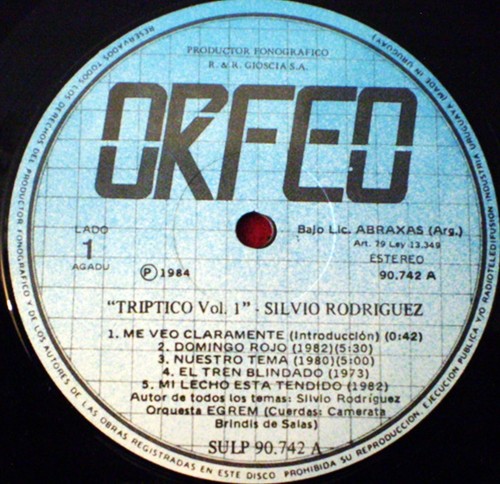 PRODUCTOR FONOGRAFICO
R. & R. GIOSCIA S.A.
ORFEO
LADO
1
AGADU
Bajo Lic. ABRAXAS (Arg.)
Art. 79 Ley 13.349
ESTEREO
90.742 A
Ⓟ 1984
"TRIPTICO Vol. 1" - SILVIO RODRIGUEZ
1. ME VEO CLARAMENTE (Introducción) (0:42)
2. DOMINGO ROJO (1982)(5:30)
3. NUESTRO TEMA (1980)(5:00)
4. EL TREN BLINDADO (1973)
5. MI LECHO ESTA TENDIDO (1982)
Autor de todos los temas: Silvio Rodríguez
Orquesta EGREM (Cuerdas: Camerata
Brindis de Salas)
SULP 90.742 A
RESERVADOS TODOS LOS DERECHOS DEL PRODUCTOR FONOGRAFICO Y DE LOS AUTORES DE LAS OBRAS REGISTRADAS EN ESTE DISCO PROHIBIDA SU REPRODUCCION, EJECUCION PUBLICA Y/O RADIOTELEDIFUSION INDUSTRIA URUGUAYA (MADE IN URUGUAY)